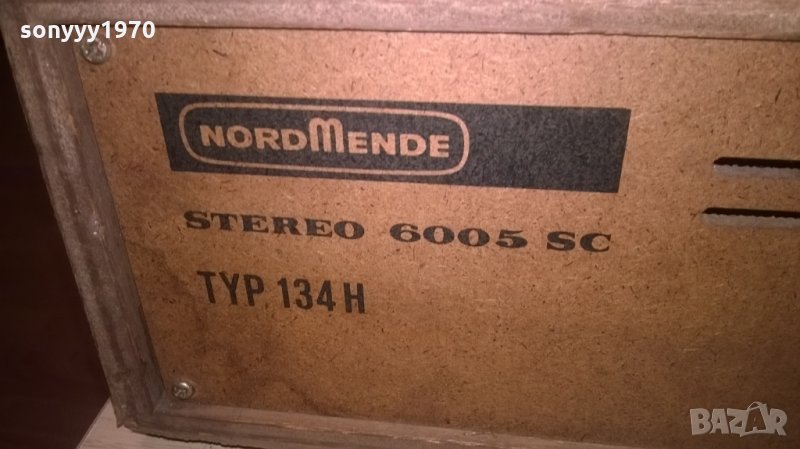 sonyyy1970
NORDMENDE
STEREO 6005 SC
TYP. 134 H
BAZAR